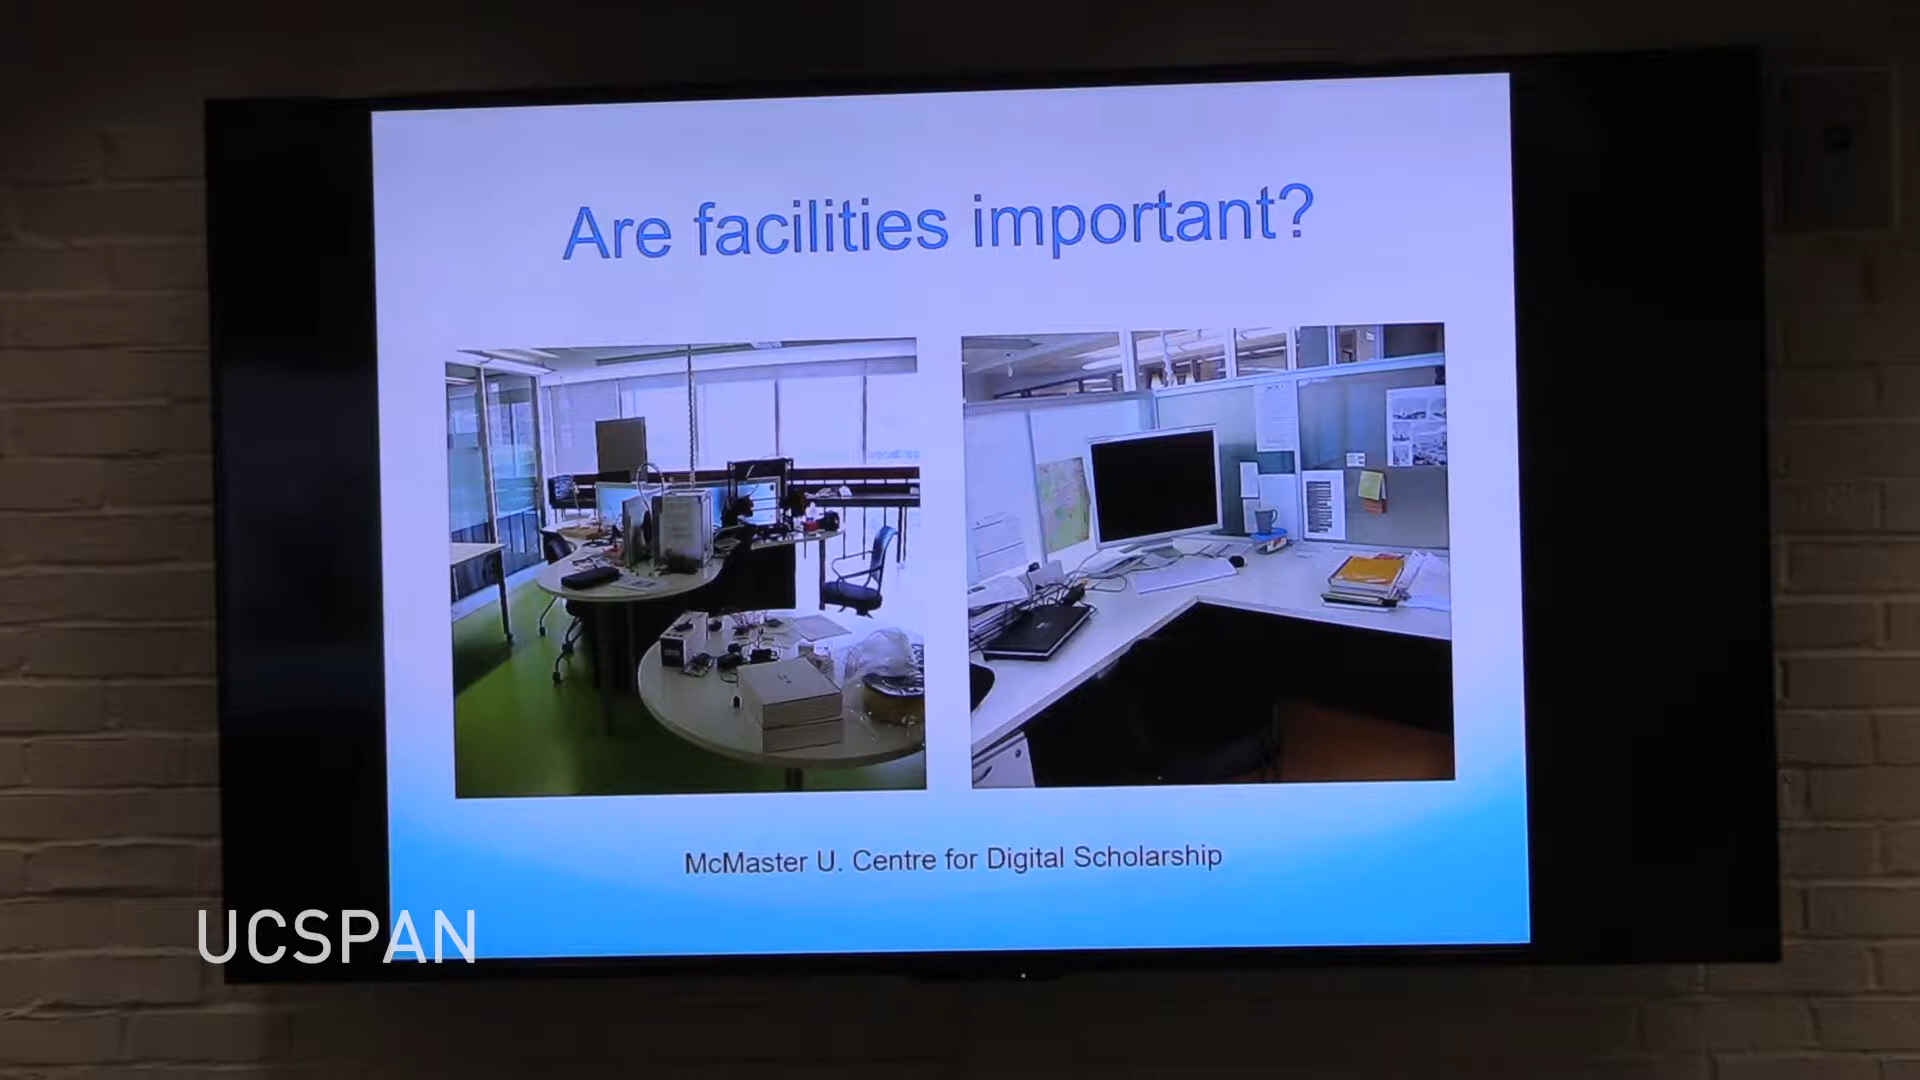 Are facilities important?
McMaster U. Centre for Digital Scholarship
UCSPAN